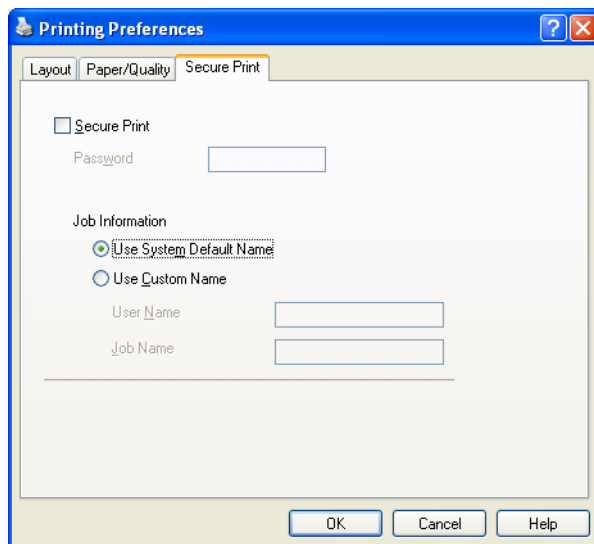 Printing Preferences
Layout Paper/Quality Secure Print
Secure Print
Password
Job Information
Use System Default Name
Use Custom Name
User Name
Job Name
OK Cancel Help